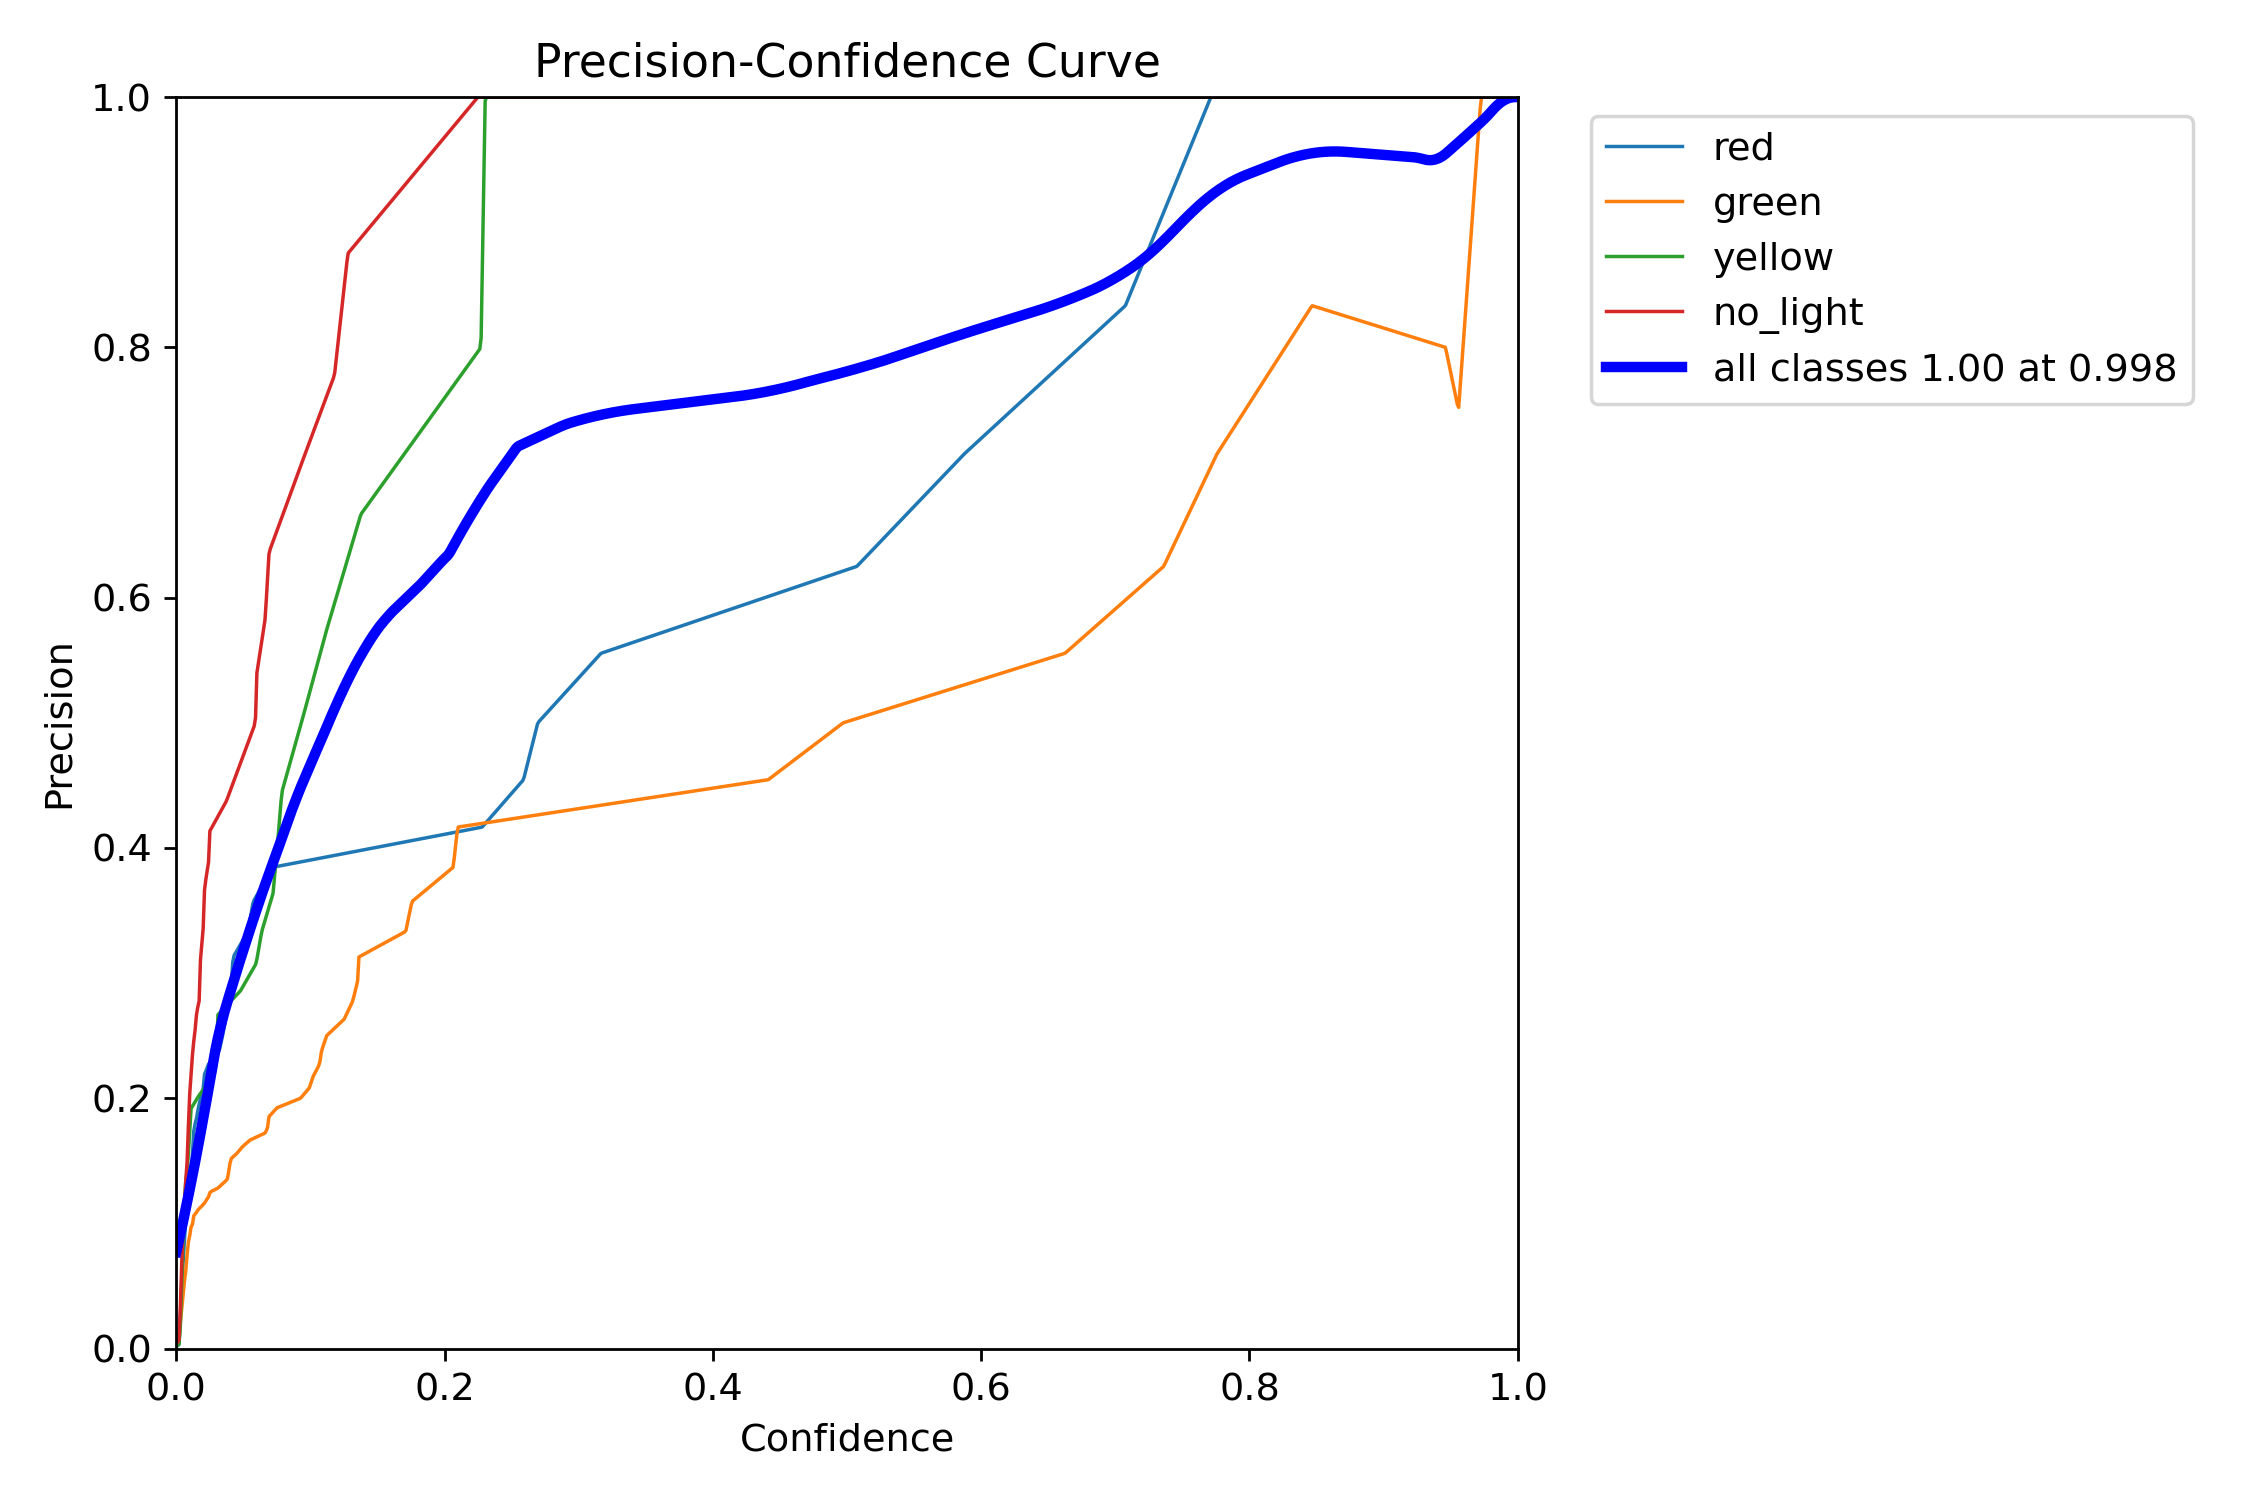 Precision-Confidence Curve
1.0
0.8
0.6
0.4
0.2
0.0
Precision
0.0 0.2 0.4 0.6 0.8 1.0
Confidence
red
green
yellow
no_light
all classes 1.00 at 0.998